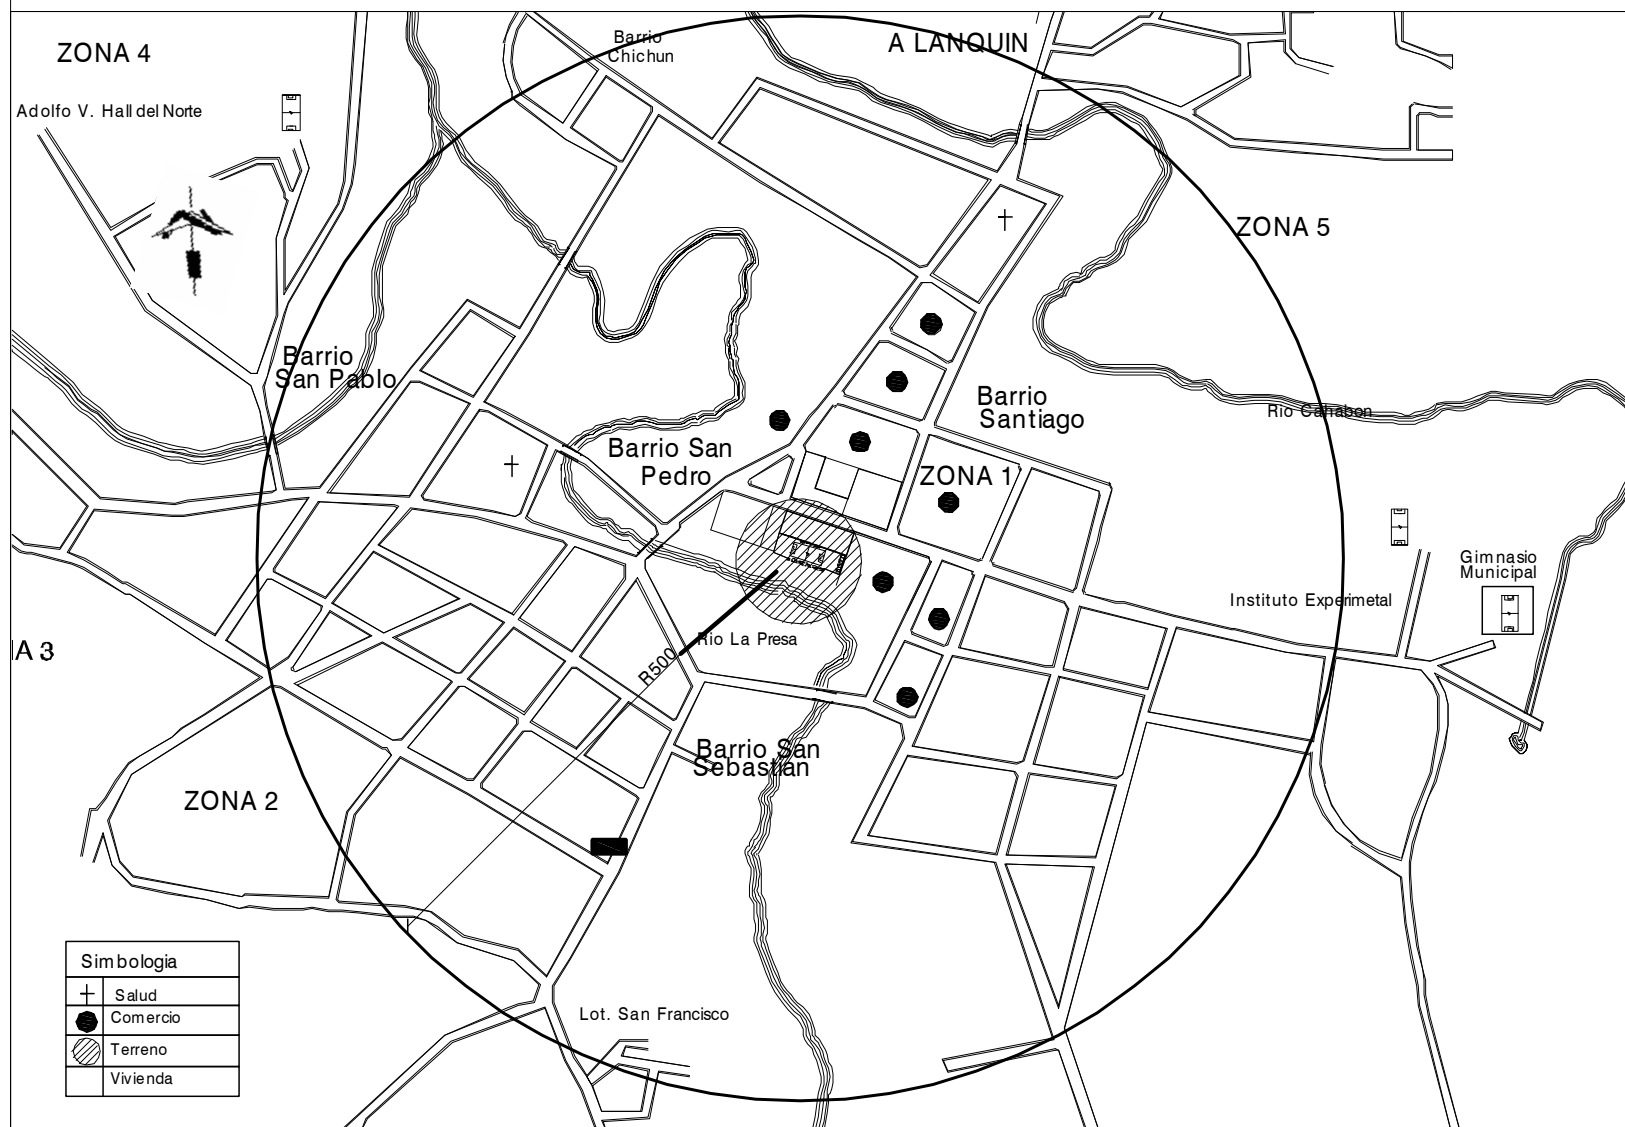 ZONA 4
Barrio
Chichun
A LANQUIN
Adolfo V. Hall del Norte
ZONA 5
Barrio
San Pablo
Barrio
Santiago
Rio Cahabon
Barrio San
Pedro
ZONA 1
Gimnasio
Municipal
Instituto Experimetal
IA 3
Rio La Presa
R500
Barrio San
Sebastian
ZONA 2
Simbologia
Salud
Comercio
Terreno
Vivienda
Lot. San Francisco